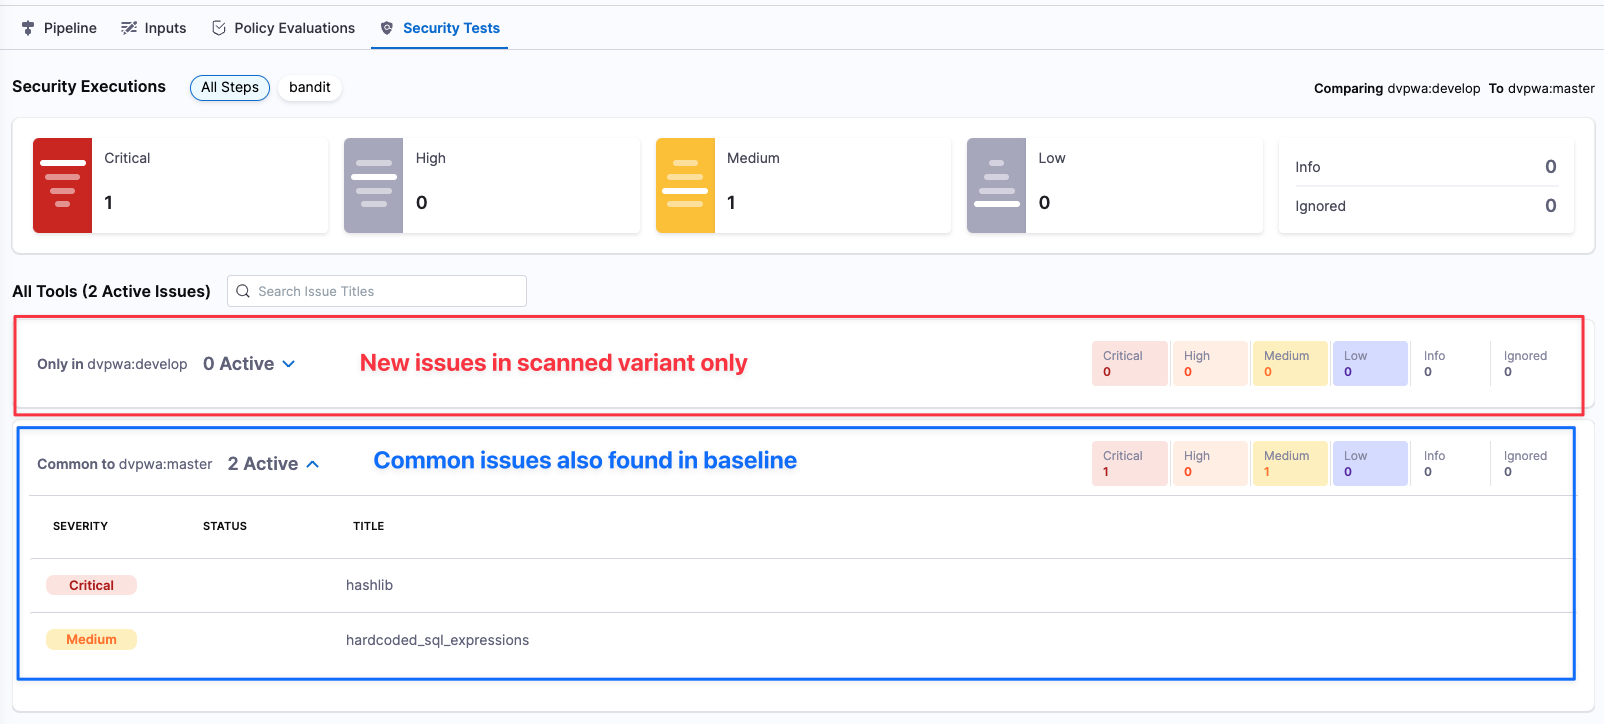 Pipeline Inputs Policy Evaluations Security Tests
Security Executions All Steps bandit Comparing dvpwa:develop To dvpwa:master
Critical
1
High
0
Medium
1
Low
0
Info 0
Ignored 0
All Tools (2 Active Issues) Search Issue Titles
Only in dvpwa:develop 0 Active New issues in scanned variant only
Critical 0
High 0
Medium 0
Low 0
Info 0
Ignored 0
Common to dvpwa:master 2 Active Common issues also found in baseline
Critical 1
High 0
Medium 1
Low 0
Info 0
Ignored 0
SEVERITY STATUS TITLE
Critical hashlib
Medium hardcoded_sql_expressions